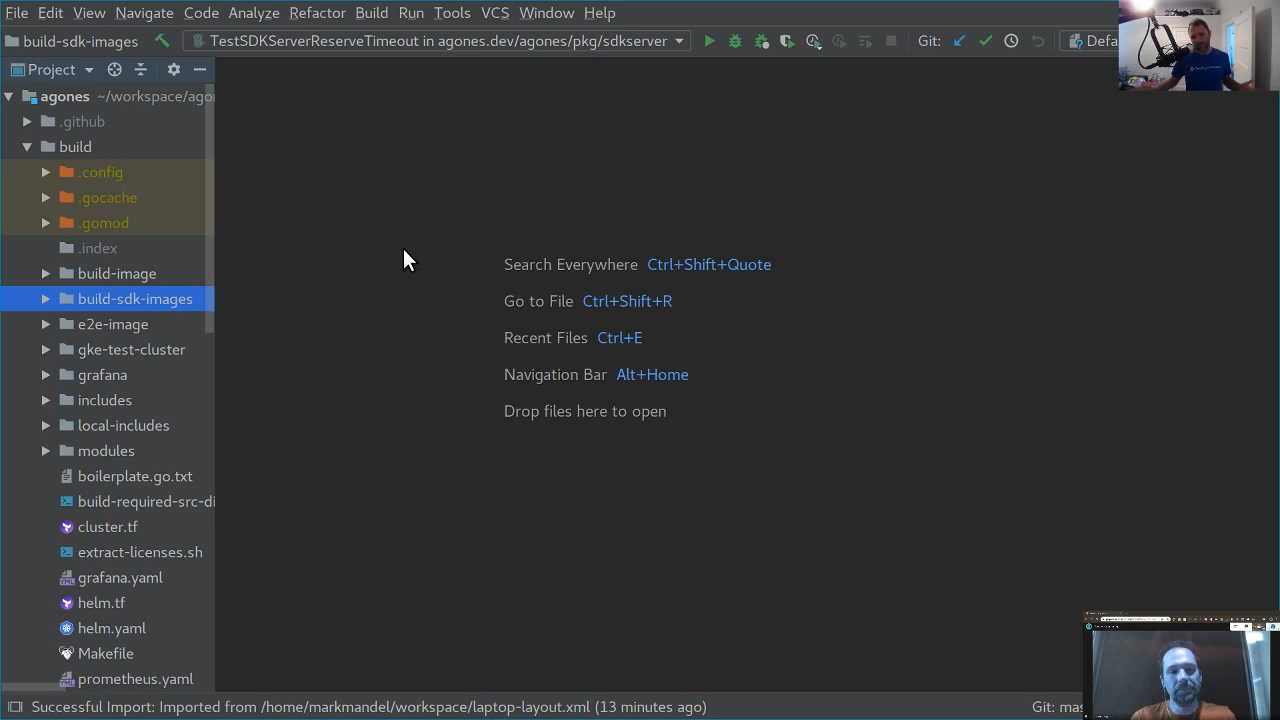 File Edit View Navigate Code Analyze Refactor Build Run Tools VCS Window Help
build-sdk-images TestSDKServerReserveTimeout in agones.dev/agones/pkg/sdkserver Git: Defa
Project
agones ~/workspace/ago
.github
build
.config
.gocache
.gomod
.index
build-image
build-sdk-images
e2e-image
gke-test-cluster
grafana
includes
local-includes
modules
boilerplate.go.txt
build-required-src-di
cluster.tf
extract-licenses.sh
grafana.yaml
helm.tf
helm.yaml
Makefile
prometheus.yaml
Search Everywhere Ctrl+Shift+Quote
Go to File Ctrl+Shift+R
Recent Files Ctrl+E
Navigation Bar Alt+Home
Drop files here to open
Successful Import: Imported from /home/markmandel/workspace/laptop-layout.xml (13 minutes ago) Git: mas